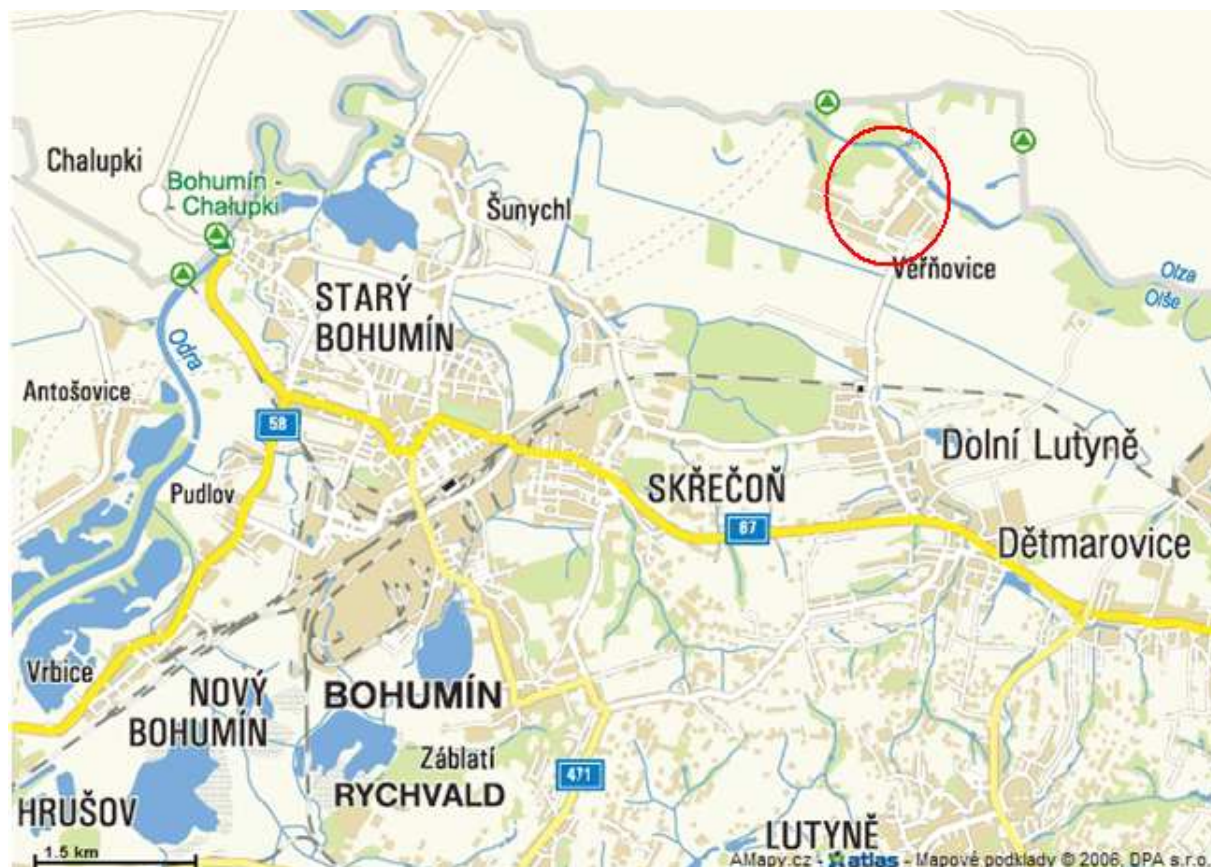 Chalupki
Bohumín -
- Chałupki
Šunychl
Věřňovice
Olza
Olše
STARÝ
BOHUMÍN
Odra
Antošovice
58
Dolní Lutyně
Pudlov
SKŘEČOŇ
67
Dětmarovice
Vrbice
NOVÝ
BOHUMÍN
BOHUMÍN
Záblatí
RYCHVALD
471
HRUŠOV
LUTYNĚ
1.5 km
AMapy.cz - atlas - Mapové podklady © 2006, DPA s.r.o.